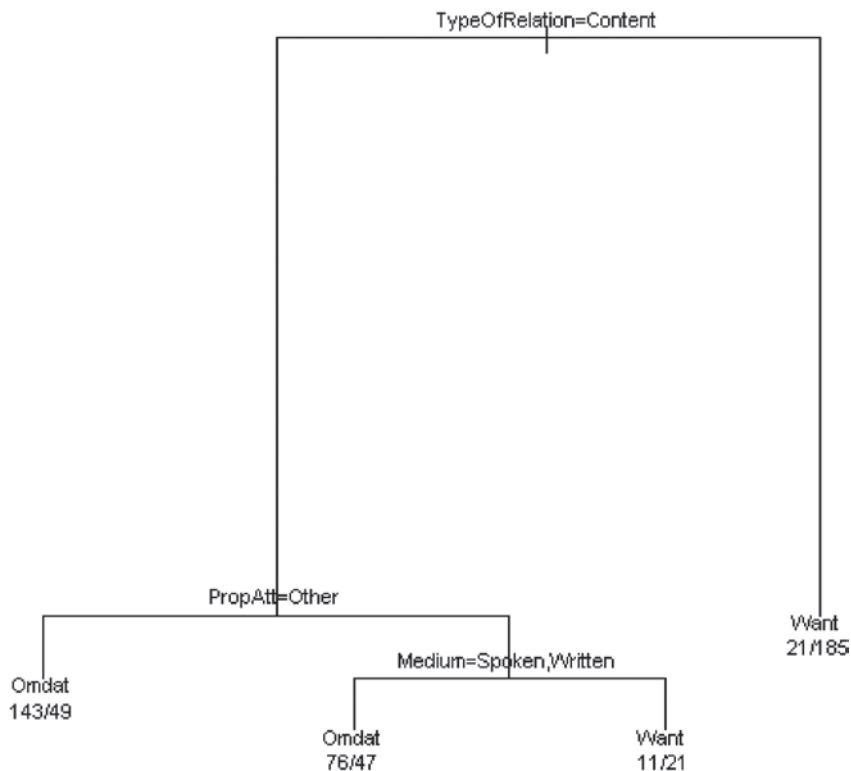 TypeOfRelation=Content
PropAtt=Other
Want
21/185
Medium=Spoken,Written
Omdat
143/49
Omdat
76/47
Want
11/21